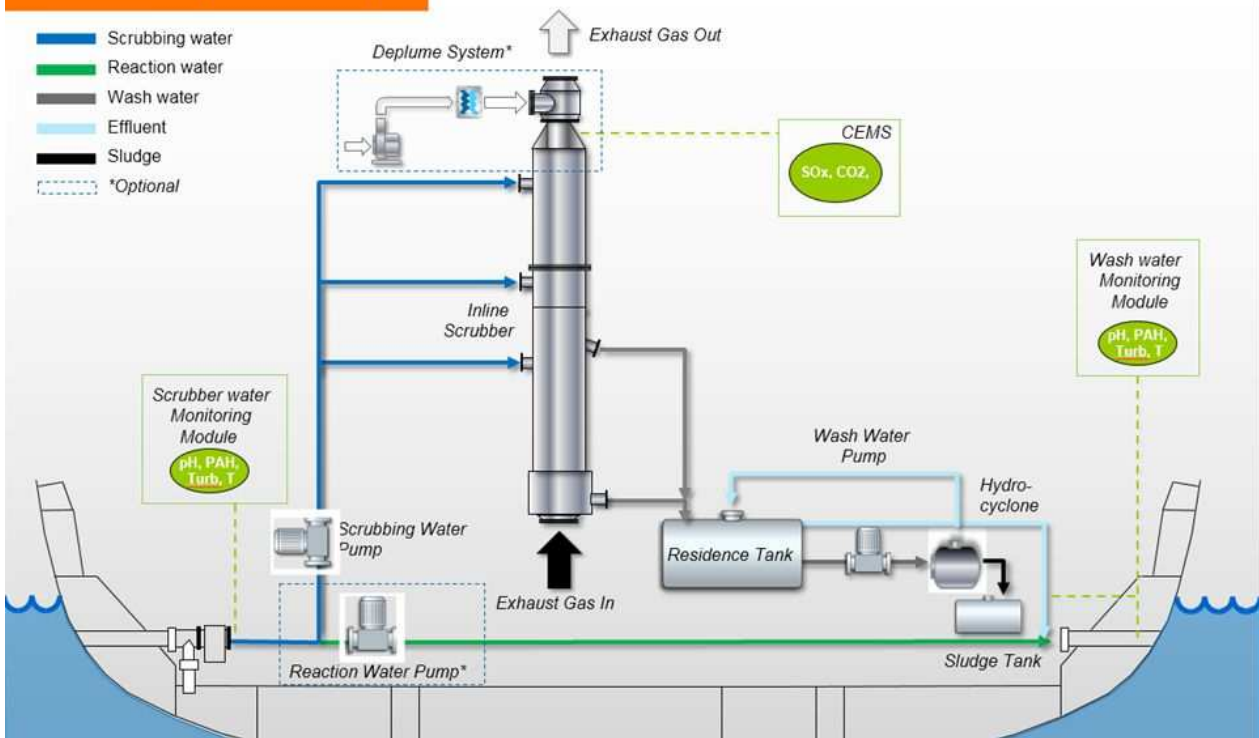 Scrubbing water
Reaction water
Wash water
Effluent
Sludge
*Optional
Deplume System*
Exhaust Gas Out
CEMS
SOx, CO2,
Wash water
Monitoring
Module
pH, PAH,
Turb, T
Inline
Scrubber
Scrubber water
Monitoring
Module
pH, PAH,
Turb, T
Wash Water
Pump
Hydro-
cyclone
Scrubbing Water
Pump
Residence Tank
Exhaust Gas In
Reaction Water Pump*
Sludge Tank